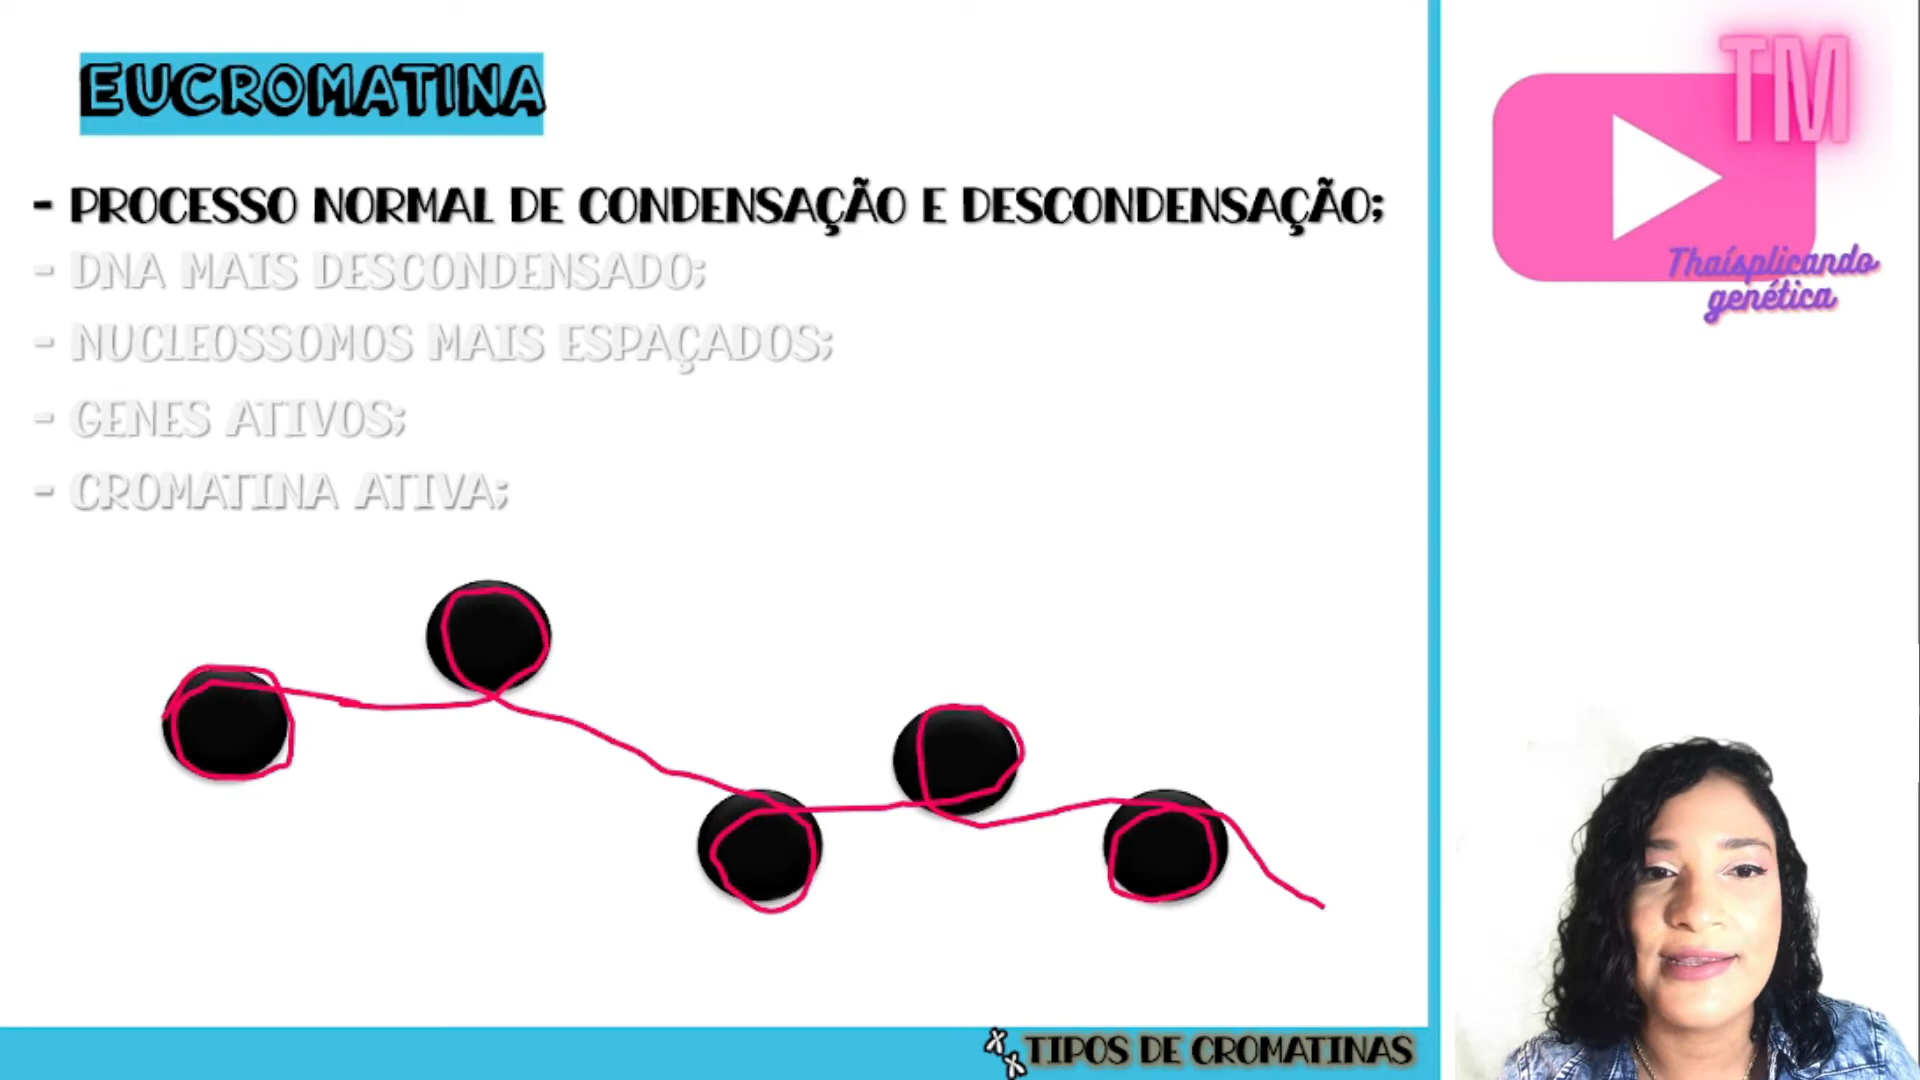 EUCROMATINA
- PROCESSO NORMAL DE CONDENSAÇÃO E DESCONDENSAÇÃO;
- DNA MAIS DESCONDENSADO;
- NUCLEOSSOMOS MAIS ESPAÇADOS;
- GENES ATIVOS;
- CROMATINA ATIVA;
TIPOS DE CROMATINAS
TM
Thaísplicando
genética